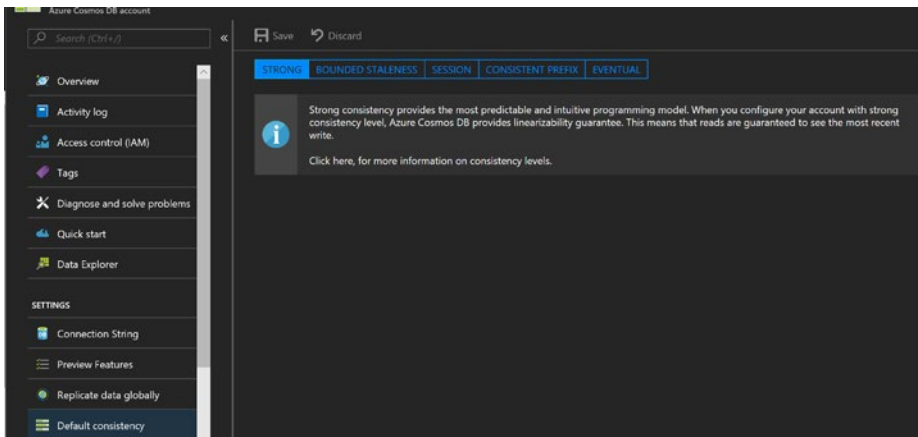 Azure Cosmos DB account
Search (Ctrl+/)
«
Save
Discard
STRONG
BOUNDED STALENESS
SESSION
CONSISTENT PREFIX
EVENTUAL
Strong consistency provides the most predictable and intuitive programming model. When you configure your account with strong
consistency level, Azure Cosmos DB provides linearizability guarantee. This means that reads are guaranteed to see the most recent
write.
Click here, for more information on consistency levels.
Overview
Activity log
Access control (IAM)
Tags
Diagnose and solve problems
Quick start
Data Explorer
SETTINGS
Connection String
Preview Features
Replicate data globally
Default consistency